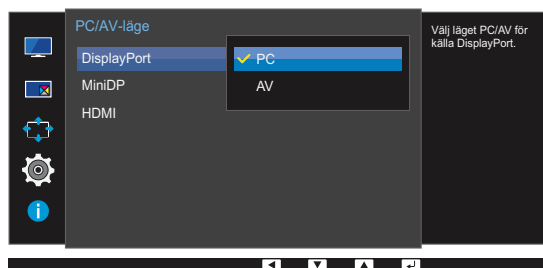 PC/AV-läge
DisplayPort
PC
MiniDP
AV
HDMI
Välj läget PC/AV för
källa DisplayPort.